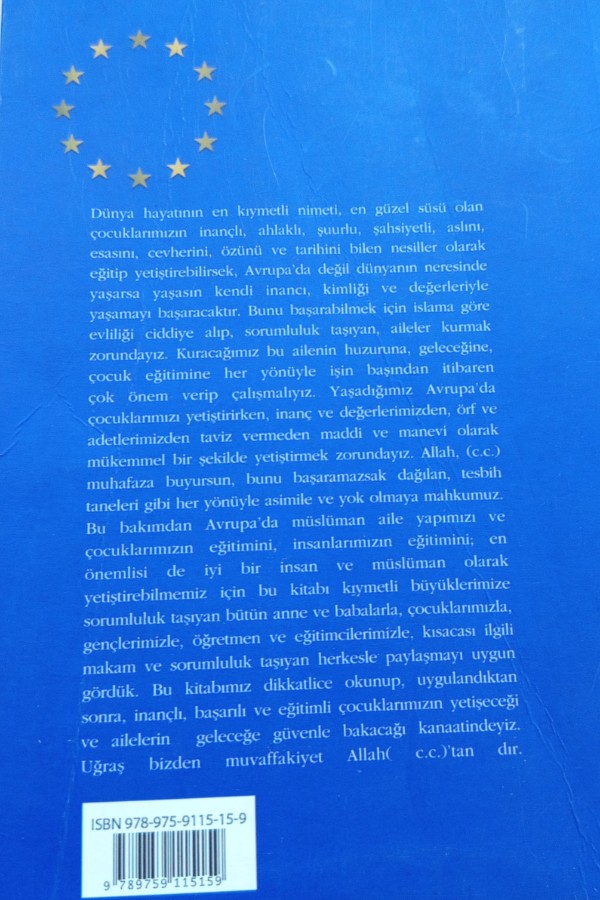 Dünya hayatının en kıymetli nimeti, en güzel süsü olan
çocuklarımızın inançlı, ahlaklı, şuurlu, şahsiyetli, aslını,
esasını, cevherini, özünü ve tarihini bilen nesiller olarak
eğitip yetiştirebilirsek, Avrupa'da değil dünyanın neresinde
yaşarsa yaşasın kendi inancı, kimliği ve değerleriyle
yaşamayı başaracaktır. Bunu başarabilmek için islama göre
evliliği ciddiye alıp, sorumluluk taşıyan, aileler kurmak
zorundayız. Kuracağımız bu ailenin huzuruna, geleceğine,
çocuk eğitimine her yönüyle işin başından itibaren
çok önem verip çalışmalıyız. Yaşadığımız Avrupa'da
çocuklarımızı yetiştirirken, inanç ve değerlerimizden, örf ve
adetlerimizden taviz vermeden maddi ve manevi olarak
mükemmel bir şekilde yetiştirmek zorundayız. Allah, (c.c.)
muhafaza buyursun, bunu başaramazsak dağılan, tesbih
taneleri gibi her yönüyle asimile ve yok olmaya mahkumuz.
Bu bakımdan Avrupa'da müslüman aile yapımızı ve
çocuklarımızın eğitimini, insanlarımızın eğitimini; en
önemlisi de iyi bir insan ve müslüman olarak
yetiştirebilmemiz için bu kitabı kıymetli büyüklerimize
sorumluluk taşıyan bütün anne ve babalarla, çocuklarımızla,
gençlerimizle, öğretmen ve eğitimcilerimizle, kısacası ilgili
makam ve sorumluluk taşıyan herkesle paylaşmayı uygun
gördük. Bu kitabımız dikkatlice okunup, uygulandıktan
sonra, inançlı, başarılı ve eğitimli çocuklarımızın yetişeceği
ve ailelerin geleceğe güvenle bakacağı kanaatindeyiz.
Uğraş bizden muvaffakiyet Allah( c.c.)'tan dır.
ISBN 978-975-9115-15-9
9 789759 115159